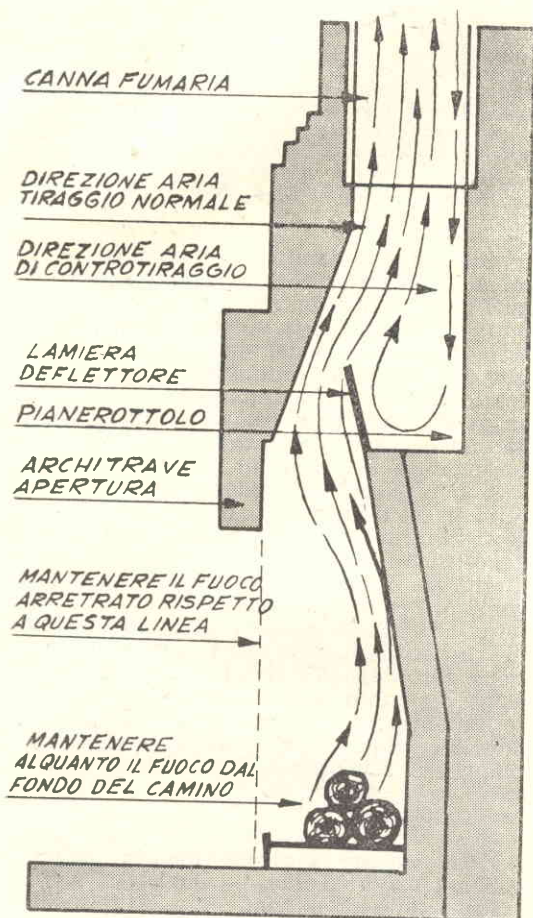 CANNA FUMARIA
DIREZIONE ARIA
TIRAGGIO NORMALE
DIREZIONE ARIA
DI CONTROTIRAGGIO
LAMIERA
DEFLETTORE
PIANEROTTOLO
ARCHITRAVE
APERTURA
MANTENERE IL FUOCO
ARRETRATO RISPETTO
A QUESTA LINEA
MANTENERE
ALQUANTO IL FUOCO DAL
FONDO DEL CAMINO